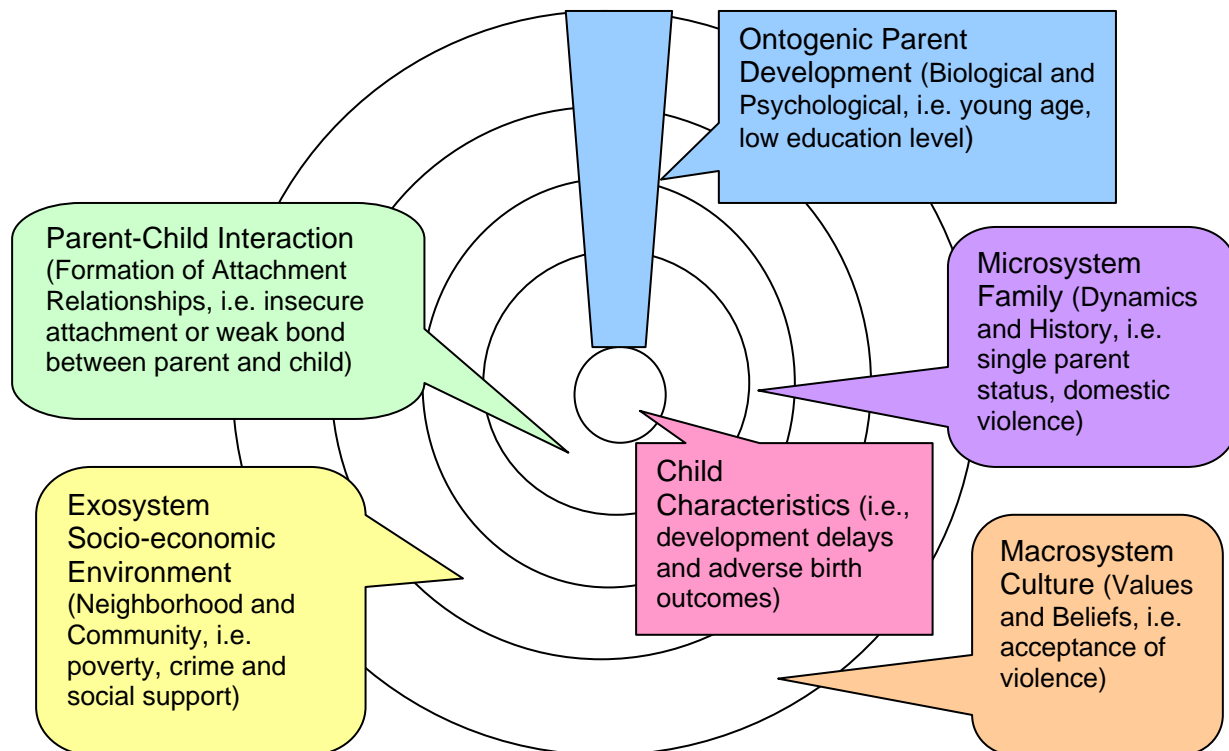 Ontogenic Parent
Development (Biological and
Psychological, i.e. young age,
low education level)
Parent-Child Interaction
(Formation of Attachment
Relationships, i.e. insecure
attachment or weak bond
between parent and child)
Microsystem
Family (Dynamics
and History, i.e.
single parent
status, domestic
violence)
Child
Characteristics (i.e.,
development delays
and adverse birth
outcomes)
Exosystem
Socio-economic
Environment
(Neighborhood and
Community, i.e.
poverty, crime and
social support)
Macrosystem
Culture (Values
and Beliefs, i.e.
acceptance of
violence)